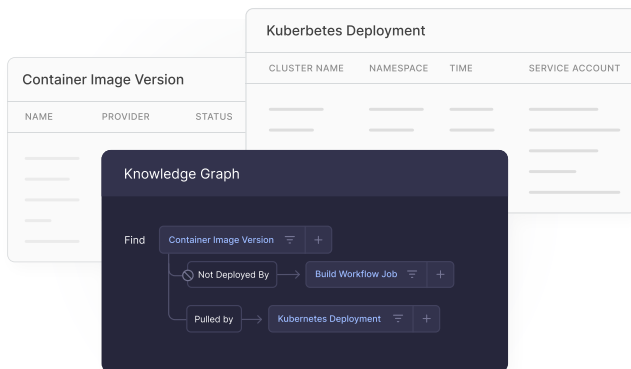 Kuberbetes Deployment
CLUSTER NAME NAMESPACE TIME SERVICE ACCOUNT
Container Image Version
NAME PROVIDER STATUS
Knowledge Graph
Find Container Image Version +
Not Deployed By Build Workflow Job +
Pulled by Kubernetes Deployment +